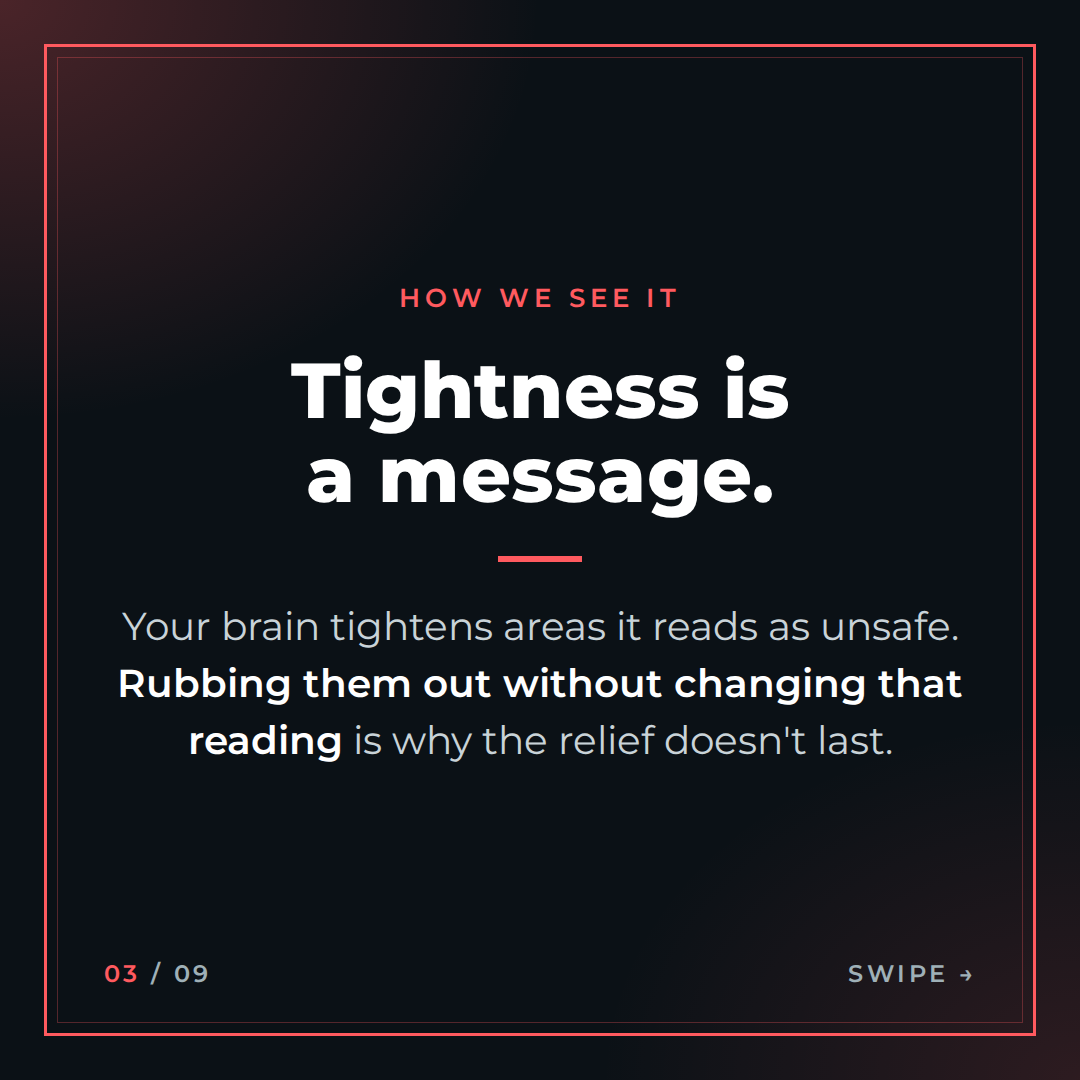 HOW WE SEE IT
Tightness is
a message.
Your brain tightens areas it reads as unsafe.
Rubbing them out without changing that
reading is why the relief doesn't last.
03 / 09
SWIPE →